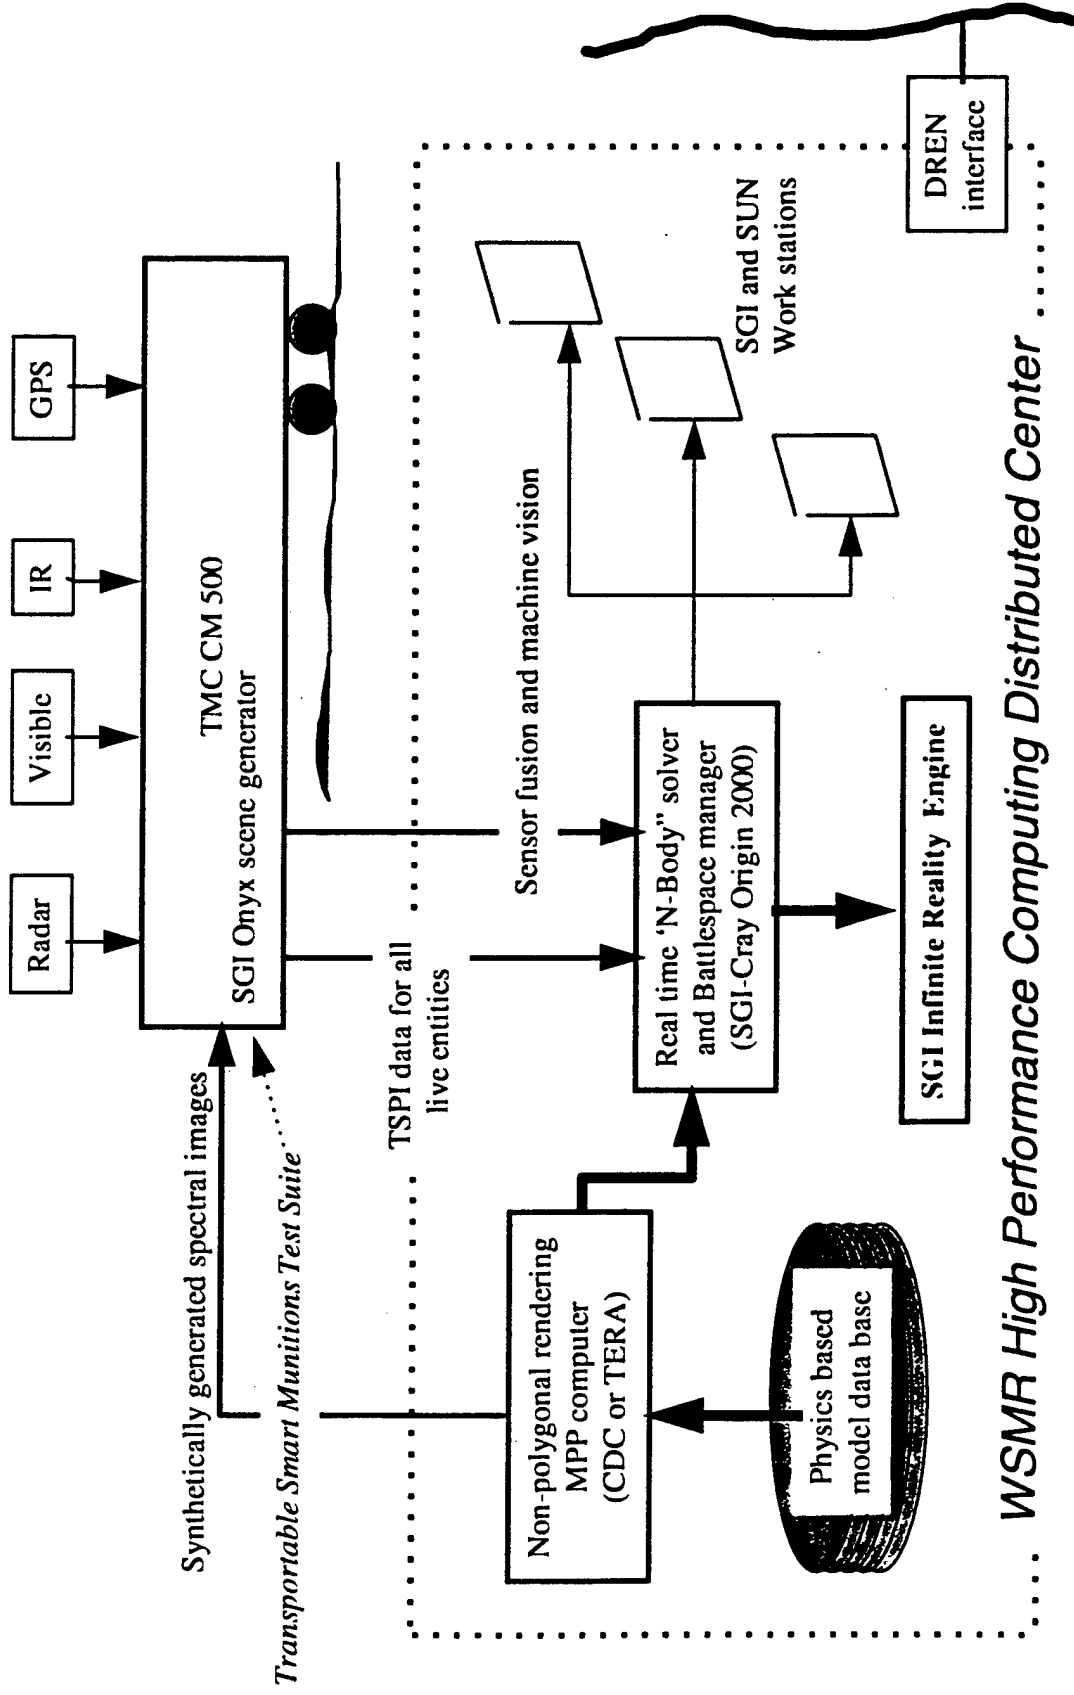 Radar
Visible
IR
GPS
TMC CM 500
SGI Onyx scene generator
Synthetically generated spectral images
Transportable Smart Munitions Test Suite
TSPI data for all
live entities
Sensor fusion and machine vision
Non-polygonal rendering
MPP computer
(CDC or TERA)
Real time ‘N-Body” solver
and Battlespace manager
(SGI-Cray Origin 2000)
SGI and SUN
Work stations
Physics based
model data base
SGI Infinite Reality Engine
DREN
interface
WSMR High Performance Computing Distributed Center